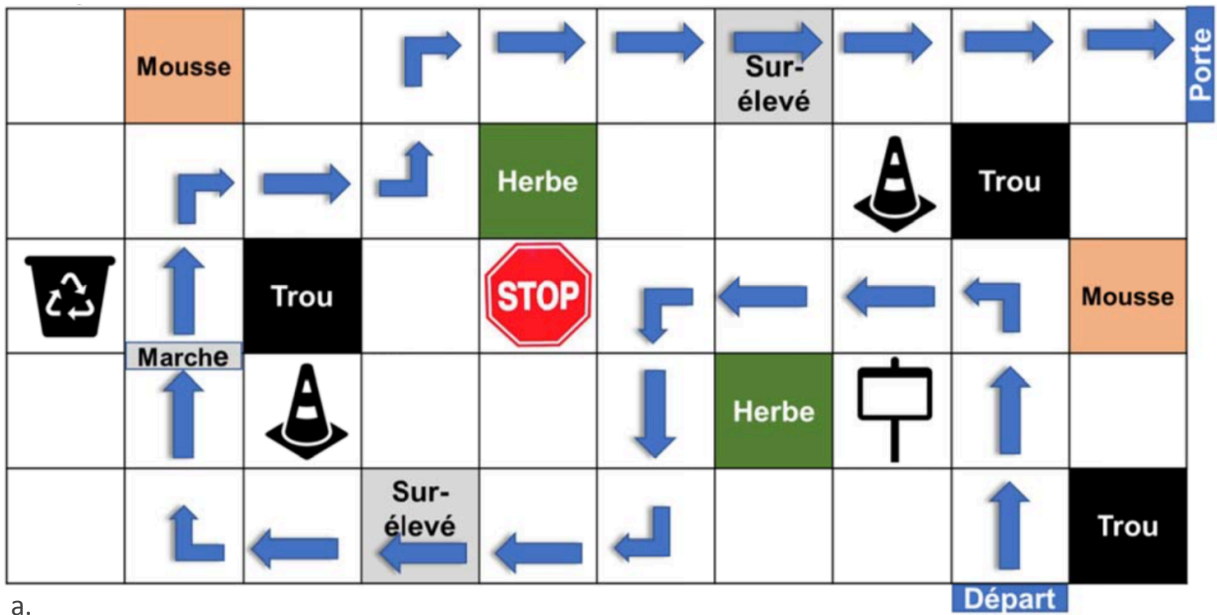 Mousse
Sur-
élevé
Porte
Herbe
Trou
Trou
STOP
Mousse
Marche
Herbe
Sur-
élevé
Trou
Départ
a.